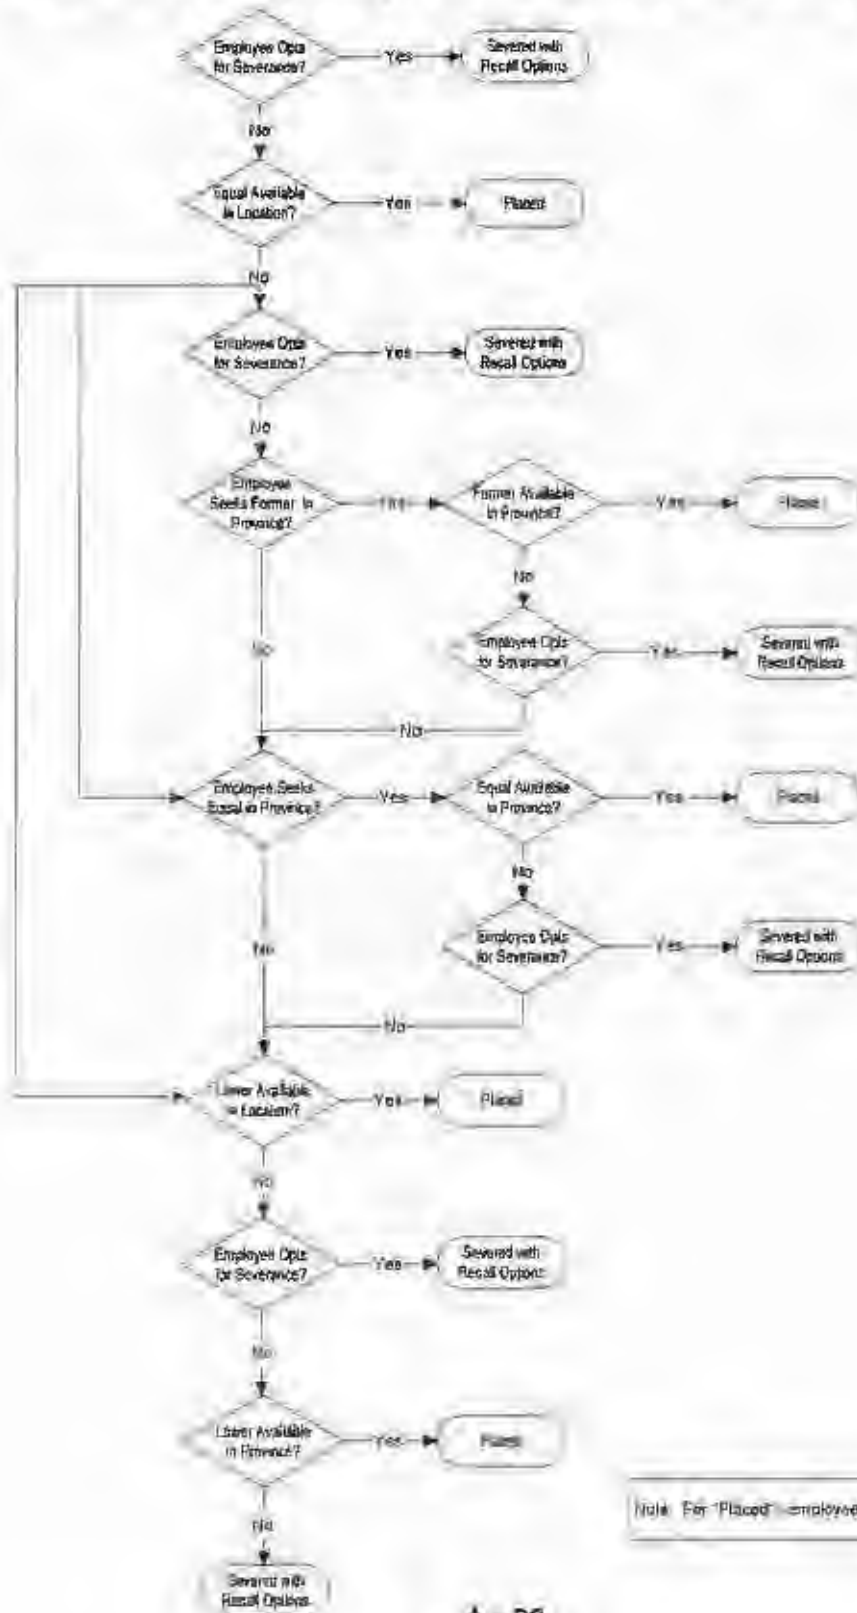 Employee Opts
for Severance?
Yes
Severed with
Recall Options
No
Equal Available
in Location?
Yes
Placed
No
Employee Opts
for Severance?
Yes
Severed with
Recall Options
No
Employee
Seeks Former In
Province?
Yes
Former Available
in Province?
Yes
Placed
No
Employee Opts
for Severance?
Yes
Severed with
Recall Options
No
No
Employee Seeks
Equal in Province?
Yes
Equal Available
in Province?
Yes
Placed
No
Employee Opts
for Severance?
Yes
Severed with
Recall Options
No
No
Lower Available
in Location?
Yes
Placed
No
Employee Opts
for Severance?
Yes
Severed with
Recall Options
No
Lower Available
in Province?
Yes
Placed
No
Note: For "Placed" employee
Severed with
Recall Options